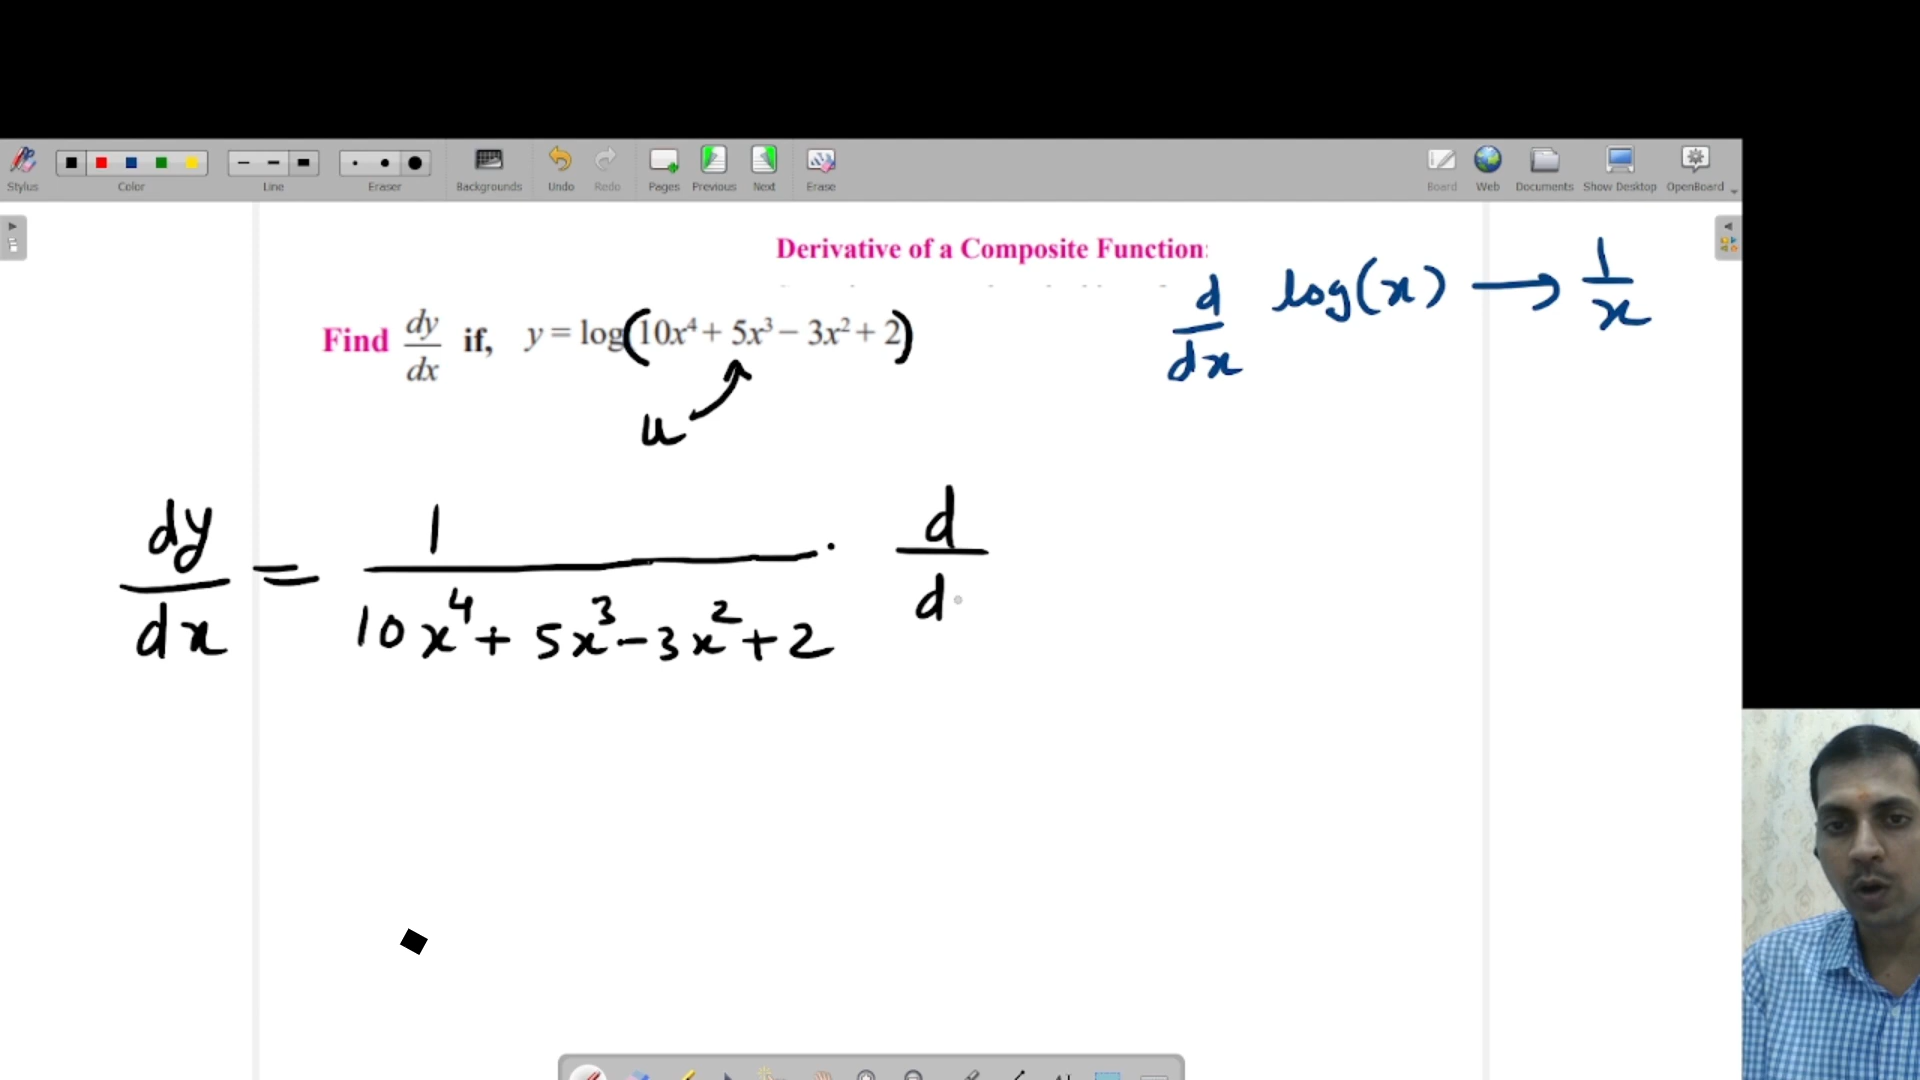 Stylus Color Line Eraser Backgrounds Undo Redo Pages Previous Next Erase Board Web Documents Show Desktop OpenBoard
Derivative of a Composite Function:
d/dx log(x) → 1/x
Find dy/dx if, y = log(10x⁴ + 5x³ – 3x² + 2)
u
dy/dx = 1/(10x⁴ + 5x³ – 3x² + 2) · d/d